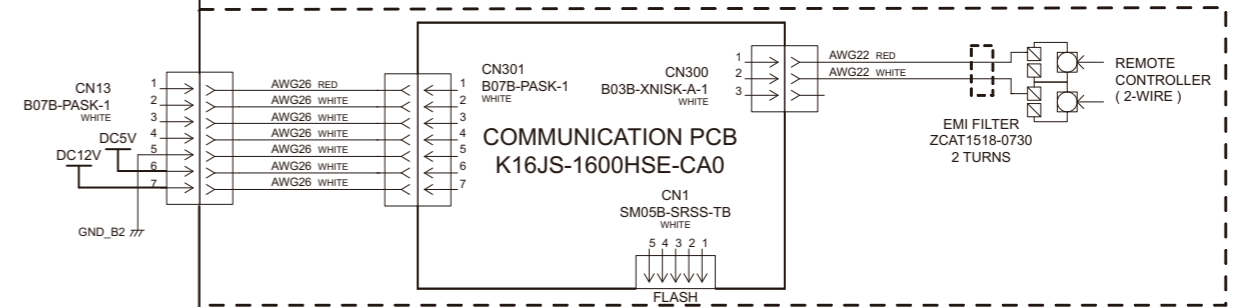 CN13
B07B-PASK-1
WHITE
DC5V
DC12V
GND_B2
1
2
3
4
5
6
7
AWG26 RED
AWG26 WHITE
AWG26 WHITE
AWG26 WHITE
AWG26 WHITE
AWG26 WHITE
AWG26 WHITE
1
2
3
4
5
6
7
CN301
B07B-PASK-1
WHITE
COMMUNICATION PCB
K16JS-1600HSE-CA0
CN1
SM05B-SRSS-TB
WHITE
5 4 3 2 1
FLASH
CN300
B03B-XNISK-A-1
WHITE
1
2
3
AWG22 RED
AWG22 WHITE
EMI FILTER
ZCAT1518-0730
2 TURNS
REMOTE
CONTROLLER
( 2-WIRE )